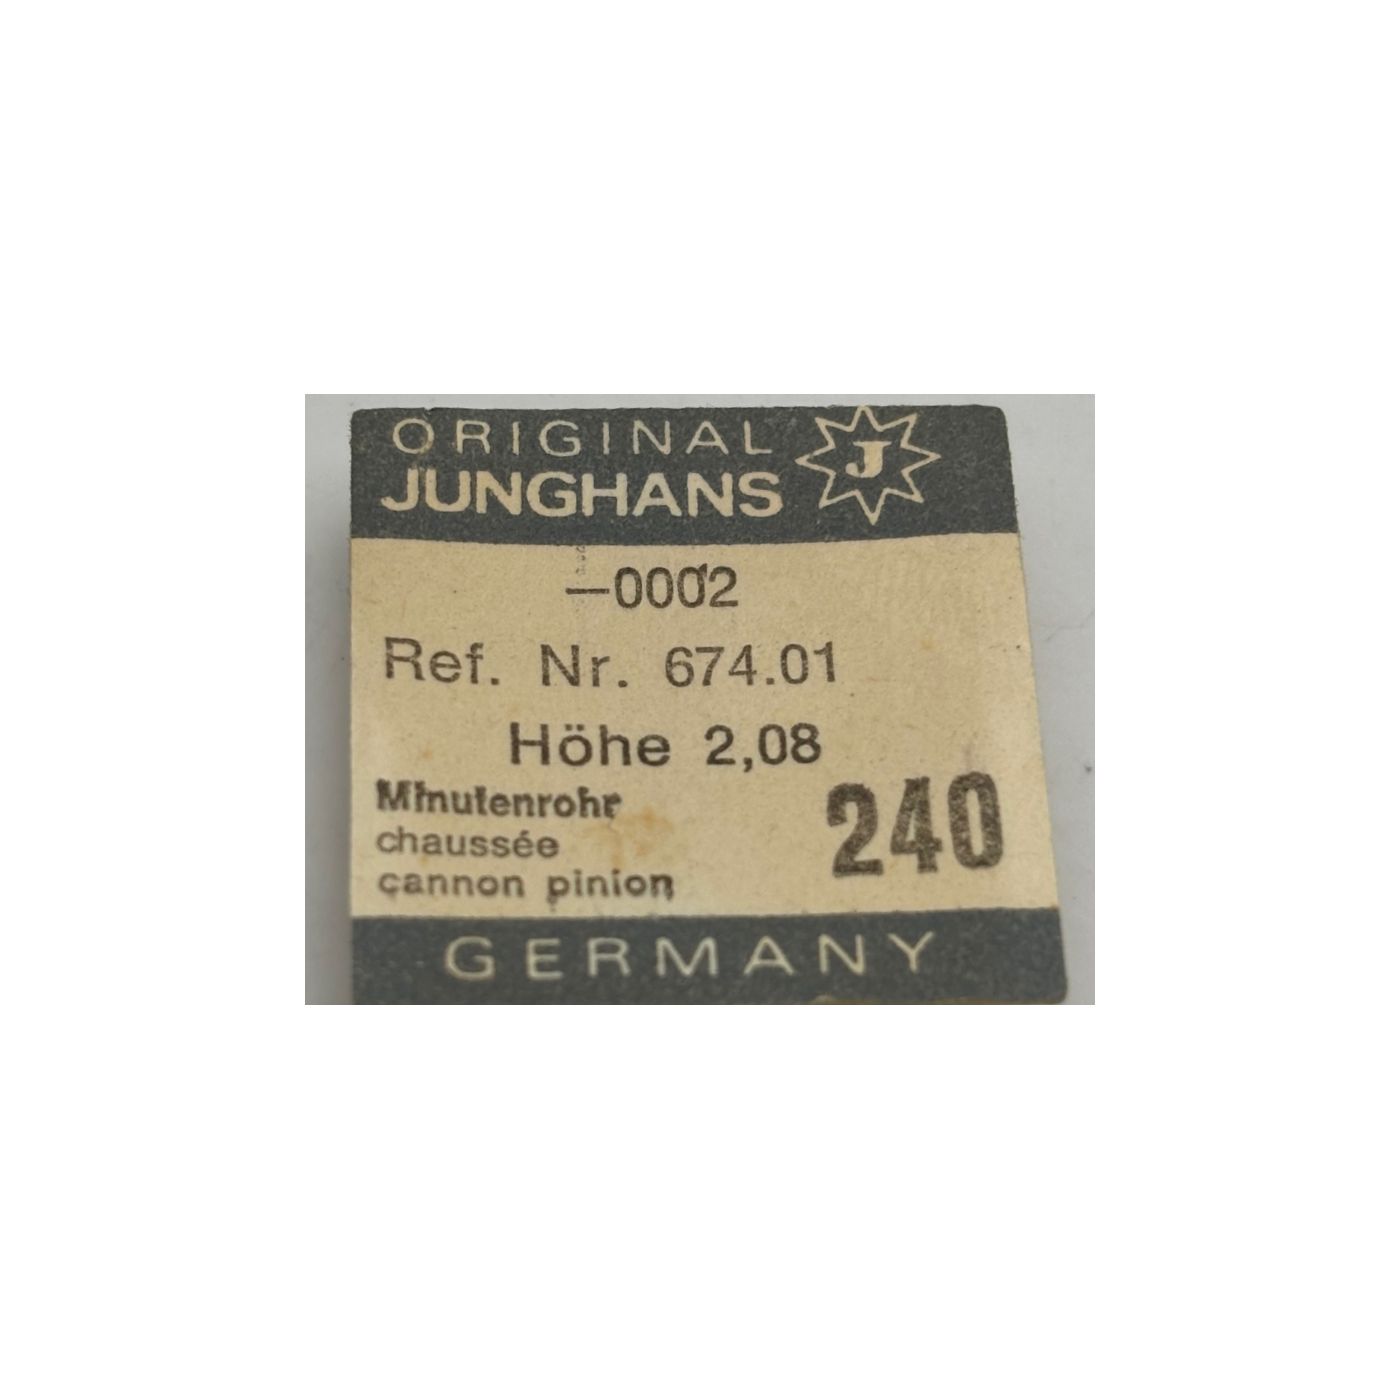 ORIGINAL
JUNGHANS
J
—0002
Ref. Nr. 674.01
Höhe 2,08
Minutenrohr
chaussée
cannon pinion
240
GERMANY